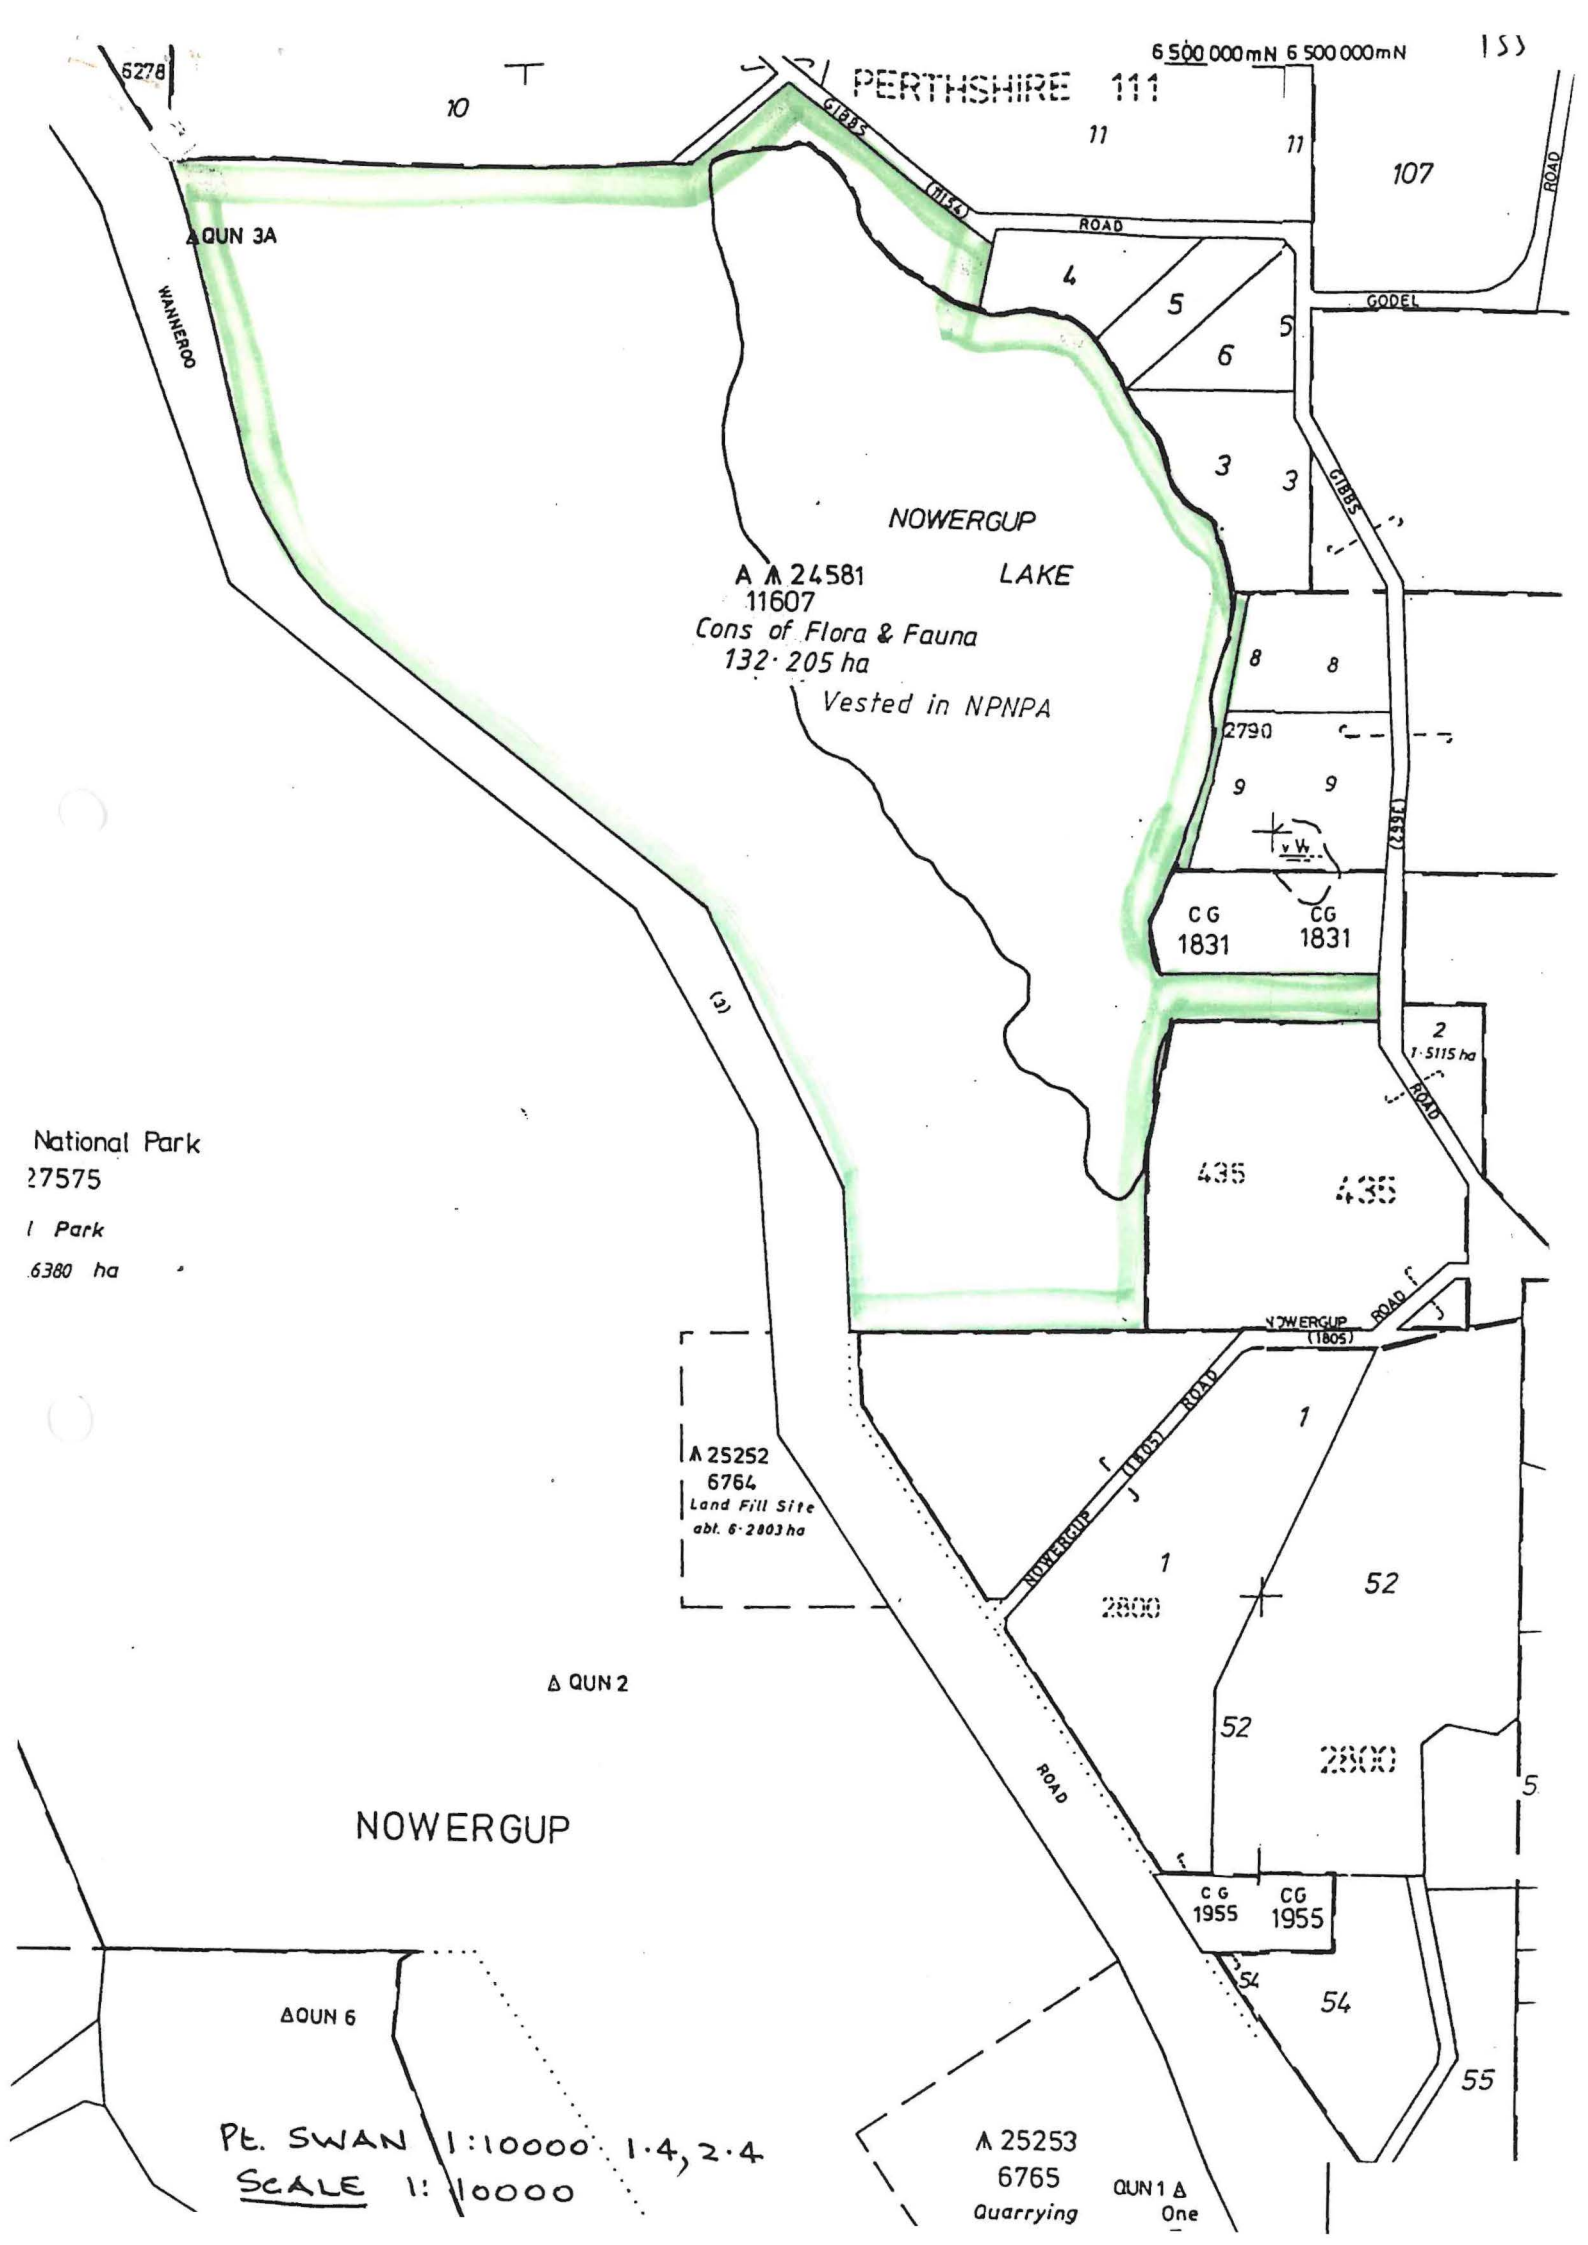 6278
10
6 500 000mN 6 500 000mN
155
PERTHSHIRE 111
11
11
107
ROAD
GIBBS
(1154)
ROAD
QUN 3A
WANNEROO
4
5
5
6
GODEL
3
3
GIBBS
NOWERGUP
LAKE
A 24581
11607
Cons of Flora & Fauna
132·205 ha
Vested in NPNPA
8
8
2790
9
9
(3662)
CG
1831
CG
1831
(3)
2
1·5115 ha
ROAD
National Park
27575
l Park
.6380 ha
435
435
NOWERGUP
(1805)
ROAD
1
ROAD
(1805)
NOWERGUP
25252
6764
Land Fill Site
abt. 6·2803 ha
1
2800
52
QUN 2
52
2800
5
ROAD
NOWERGUP
CG
1955
CG
1955
54
54
QUN 6
55
Pt. SWAN 1:10000 1·4, 2·4
SCALE 1:10000
25253
6765
Quarrying
QUN 1
One